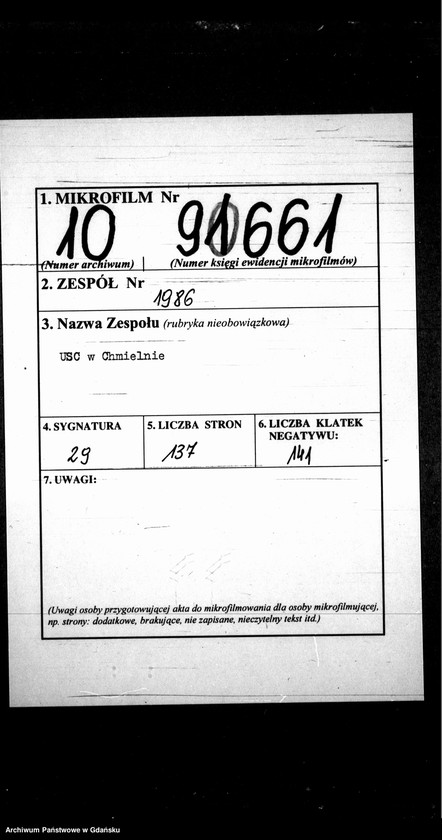 1. MIKROFILM Nr
10 91661
(Numer archiwum) (Numer księgi ewidencji mikrofilmów)
2. ZESPÓŁ Nr
1986
3. Nazwa Zespołu (rubryka nieobowiązkowa)
USC w Chmielnie
4. SYGNATURA 5. LICZBA STRON 6. LICZBA KLATEK
NEGATYWU:
29 137 141
7. UWAGI:
(Uwagi osoby przygotowującej akta do mikrofilmowania dla osoby mikrofilmującej,
np. strony: dodatkowe, brakujące, nie zapisane, nieczytelny tekst itd.)
Archiwum Państwowe w Gdańsku